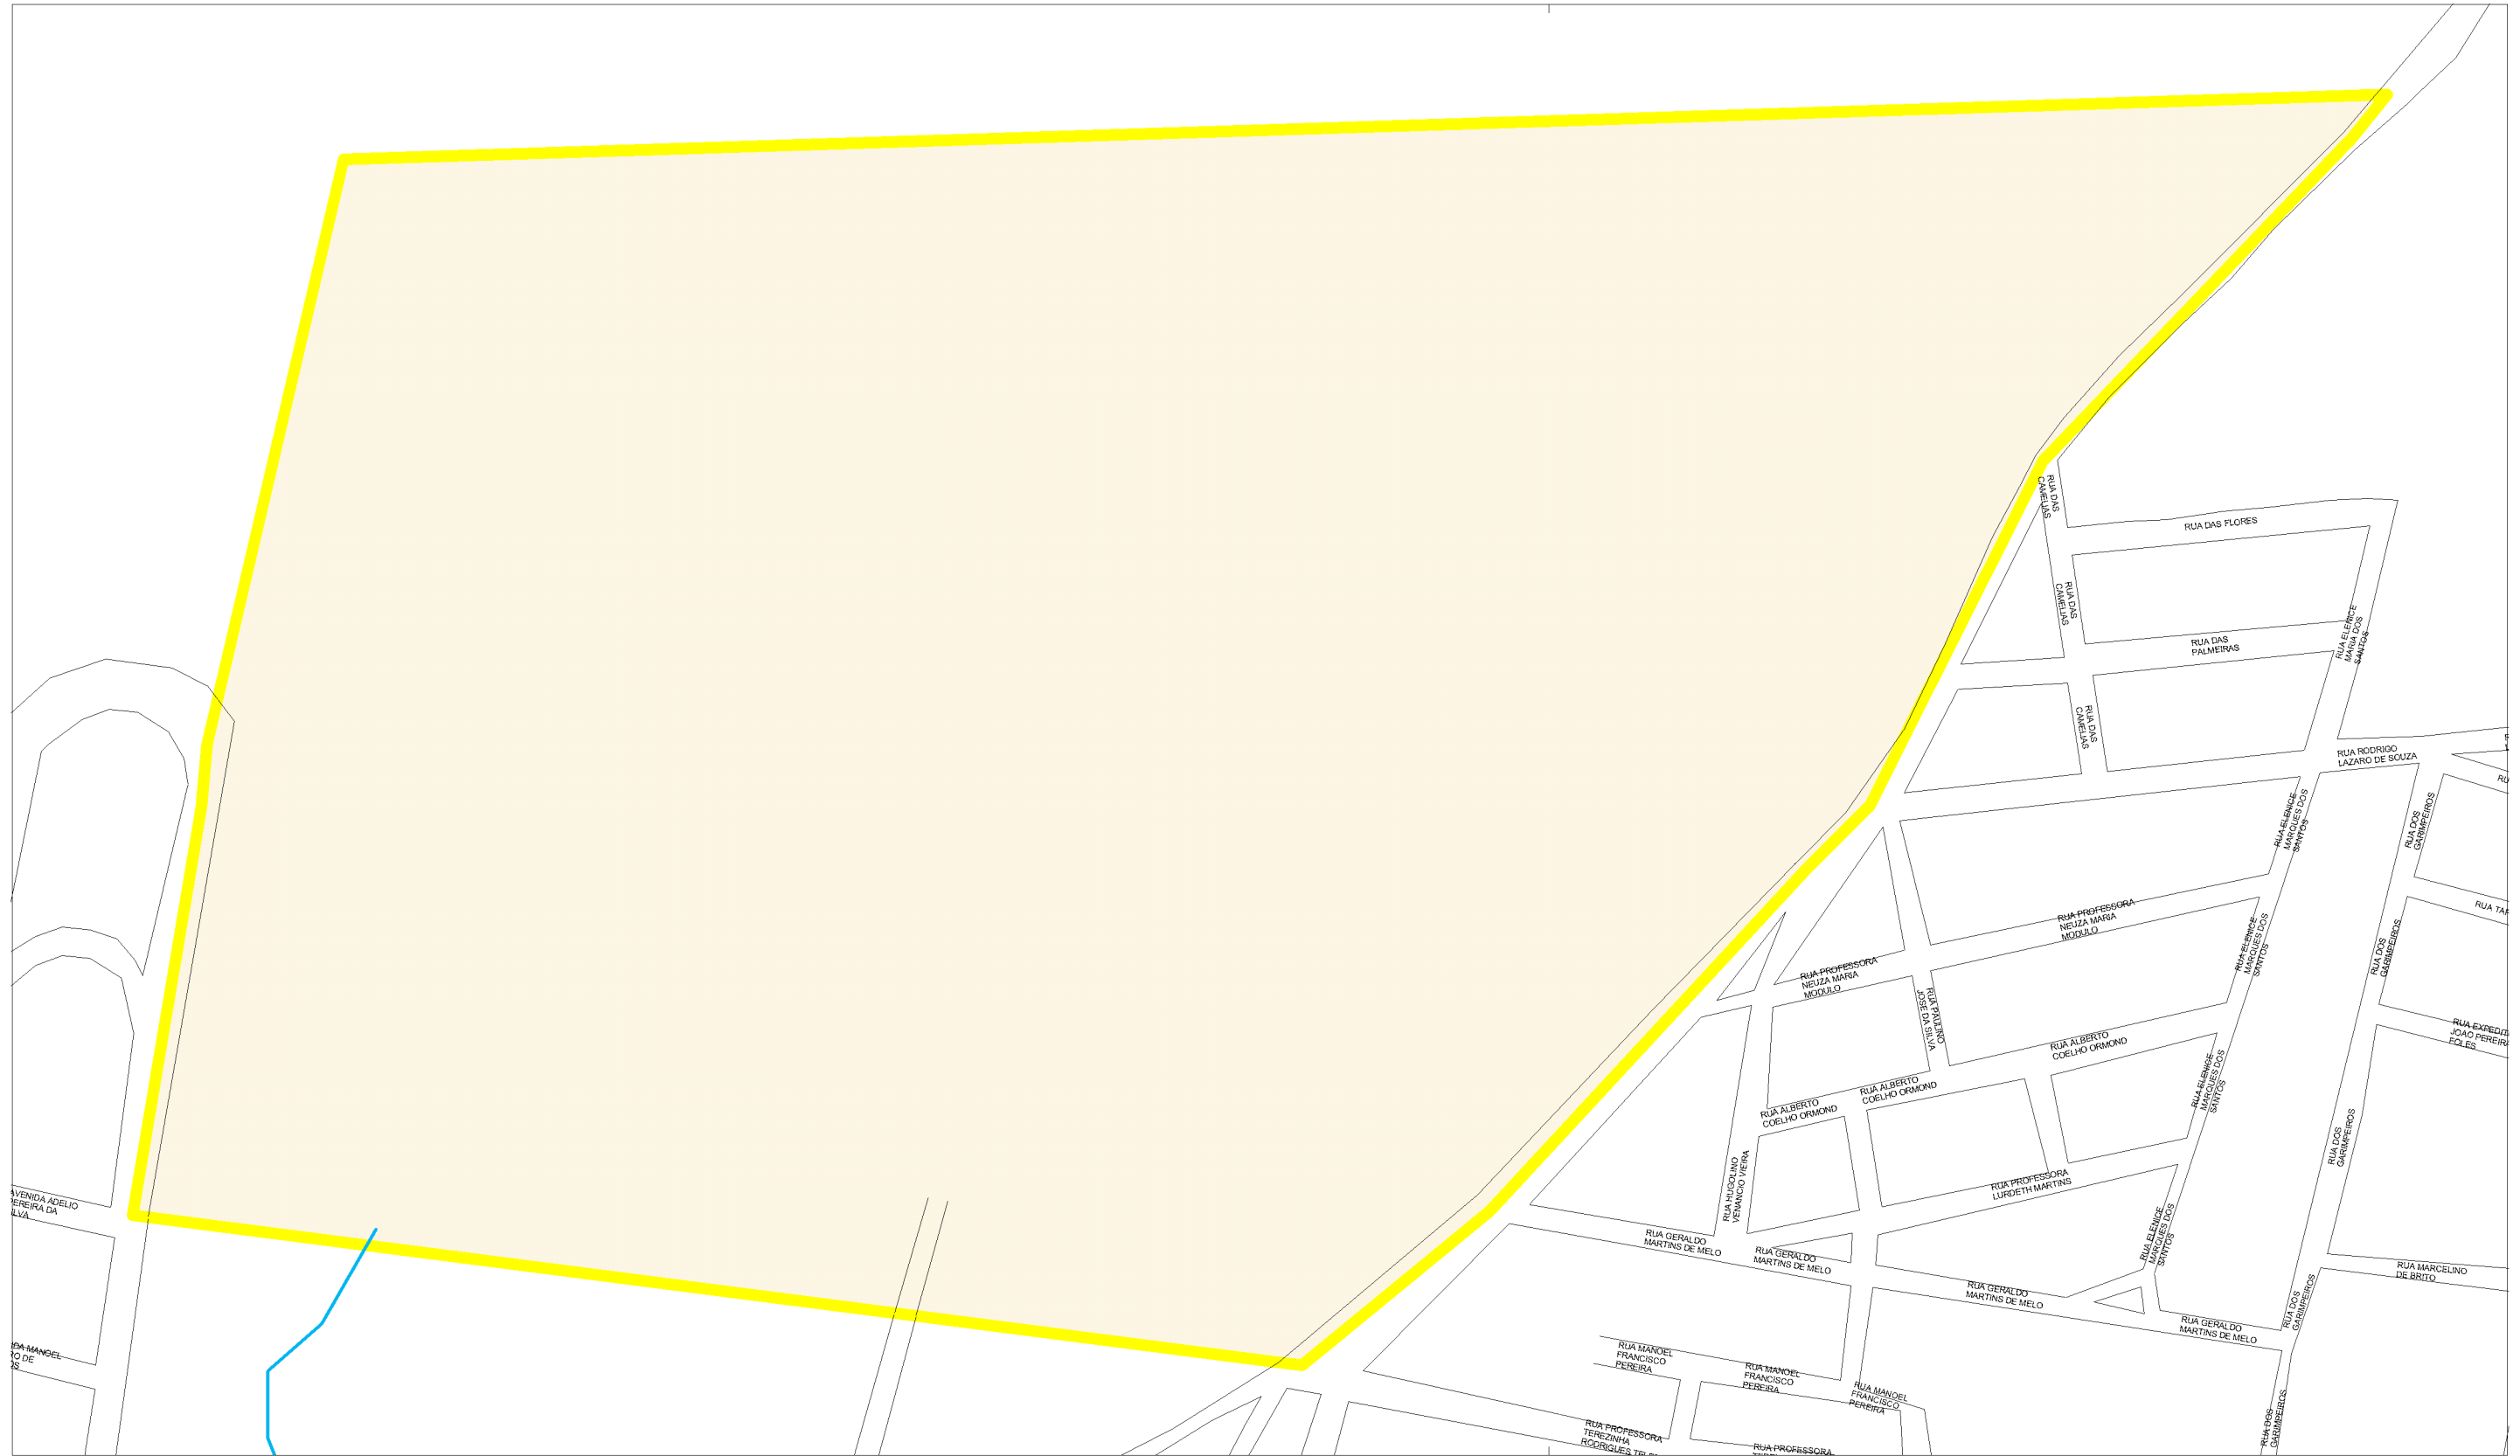 RUA DAS
CAMELIAS
RUA DAS FLORES
RUA DAS
CAMELIAS
RUA ELENICE
MARIA DOS
SANTOS
RUA DAS
PALMEIRAS
RUA DAS
CAMELIAS
RUA RODRIGO
LAZARO DE SOUZA
RUA ELENICE
MARQUES DOS
SANTOS
RUA DOS
GARIMPEIROS
RUA PROFESSORA
NEUZA MARIA
MODULO
RUA ELENICE
MARQUES DOS
SANTOS
RUA DOS
GARIMPEIROS
RUA PROFESSORA
NEUZA MARIA
MODULO
RUA PAULINO
JOSE DA SILVA
RUA ALBERTO
COELHO ORMOND
RUA ALBERTO
COELHO ORMOND
RUA ALBERTO
COELHO ORMOND
RUA ELENICE
MARQUES DOS
SANTOS
RUA
JOAO PEREIRA
FOLES
RUA DOS
GARIMPEIROS
RUA HUGOLINO
VENANCIO VIEIRA
RUA PROFESSORA
LURDETH MARTINS
AVENIDA ADELIO
PEREIRA DA
RUA GERALDO
MARTINS DE MELO
RUA GERALDO
MARTINS DE MELO
RUA ELENICE
MARQUES DOS
SANTOS
RUA GERALDO
MARTINS DE MELO
RUA GERALDO
MARTINS DE MELO
RUA MARCELINO
DE BRITO
RUA DOS
GARIMPEIROS
MANOEL
DE
RUA MANOEL
FRANCISCO
PEREIRA
RUA MANOEL
FRANCISCO
PEREIRA
RUA MANOEL
FRANCISCO
PEREIRA
RUA DOS
GARIMPEIROS
RUA PROFESSORA
TEREZINHA
RODRIGUES
RUA PROFESSORA